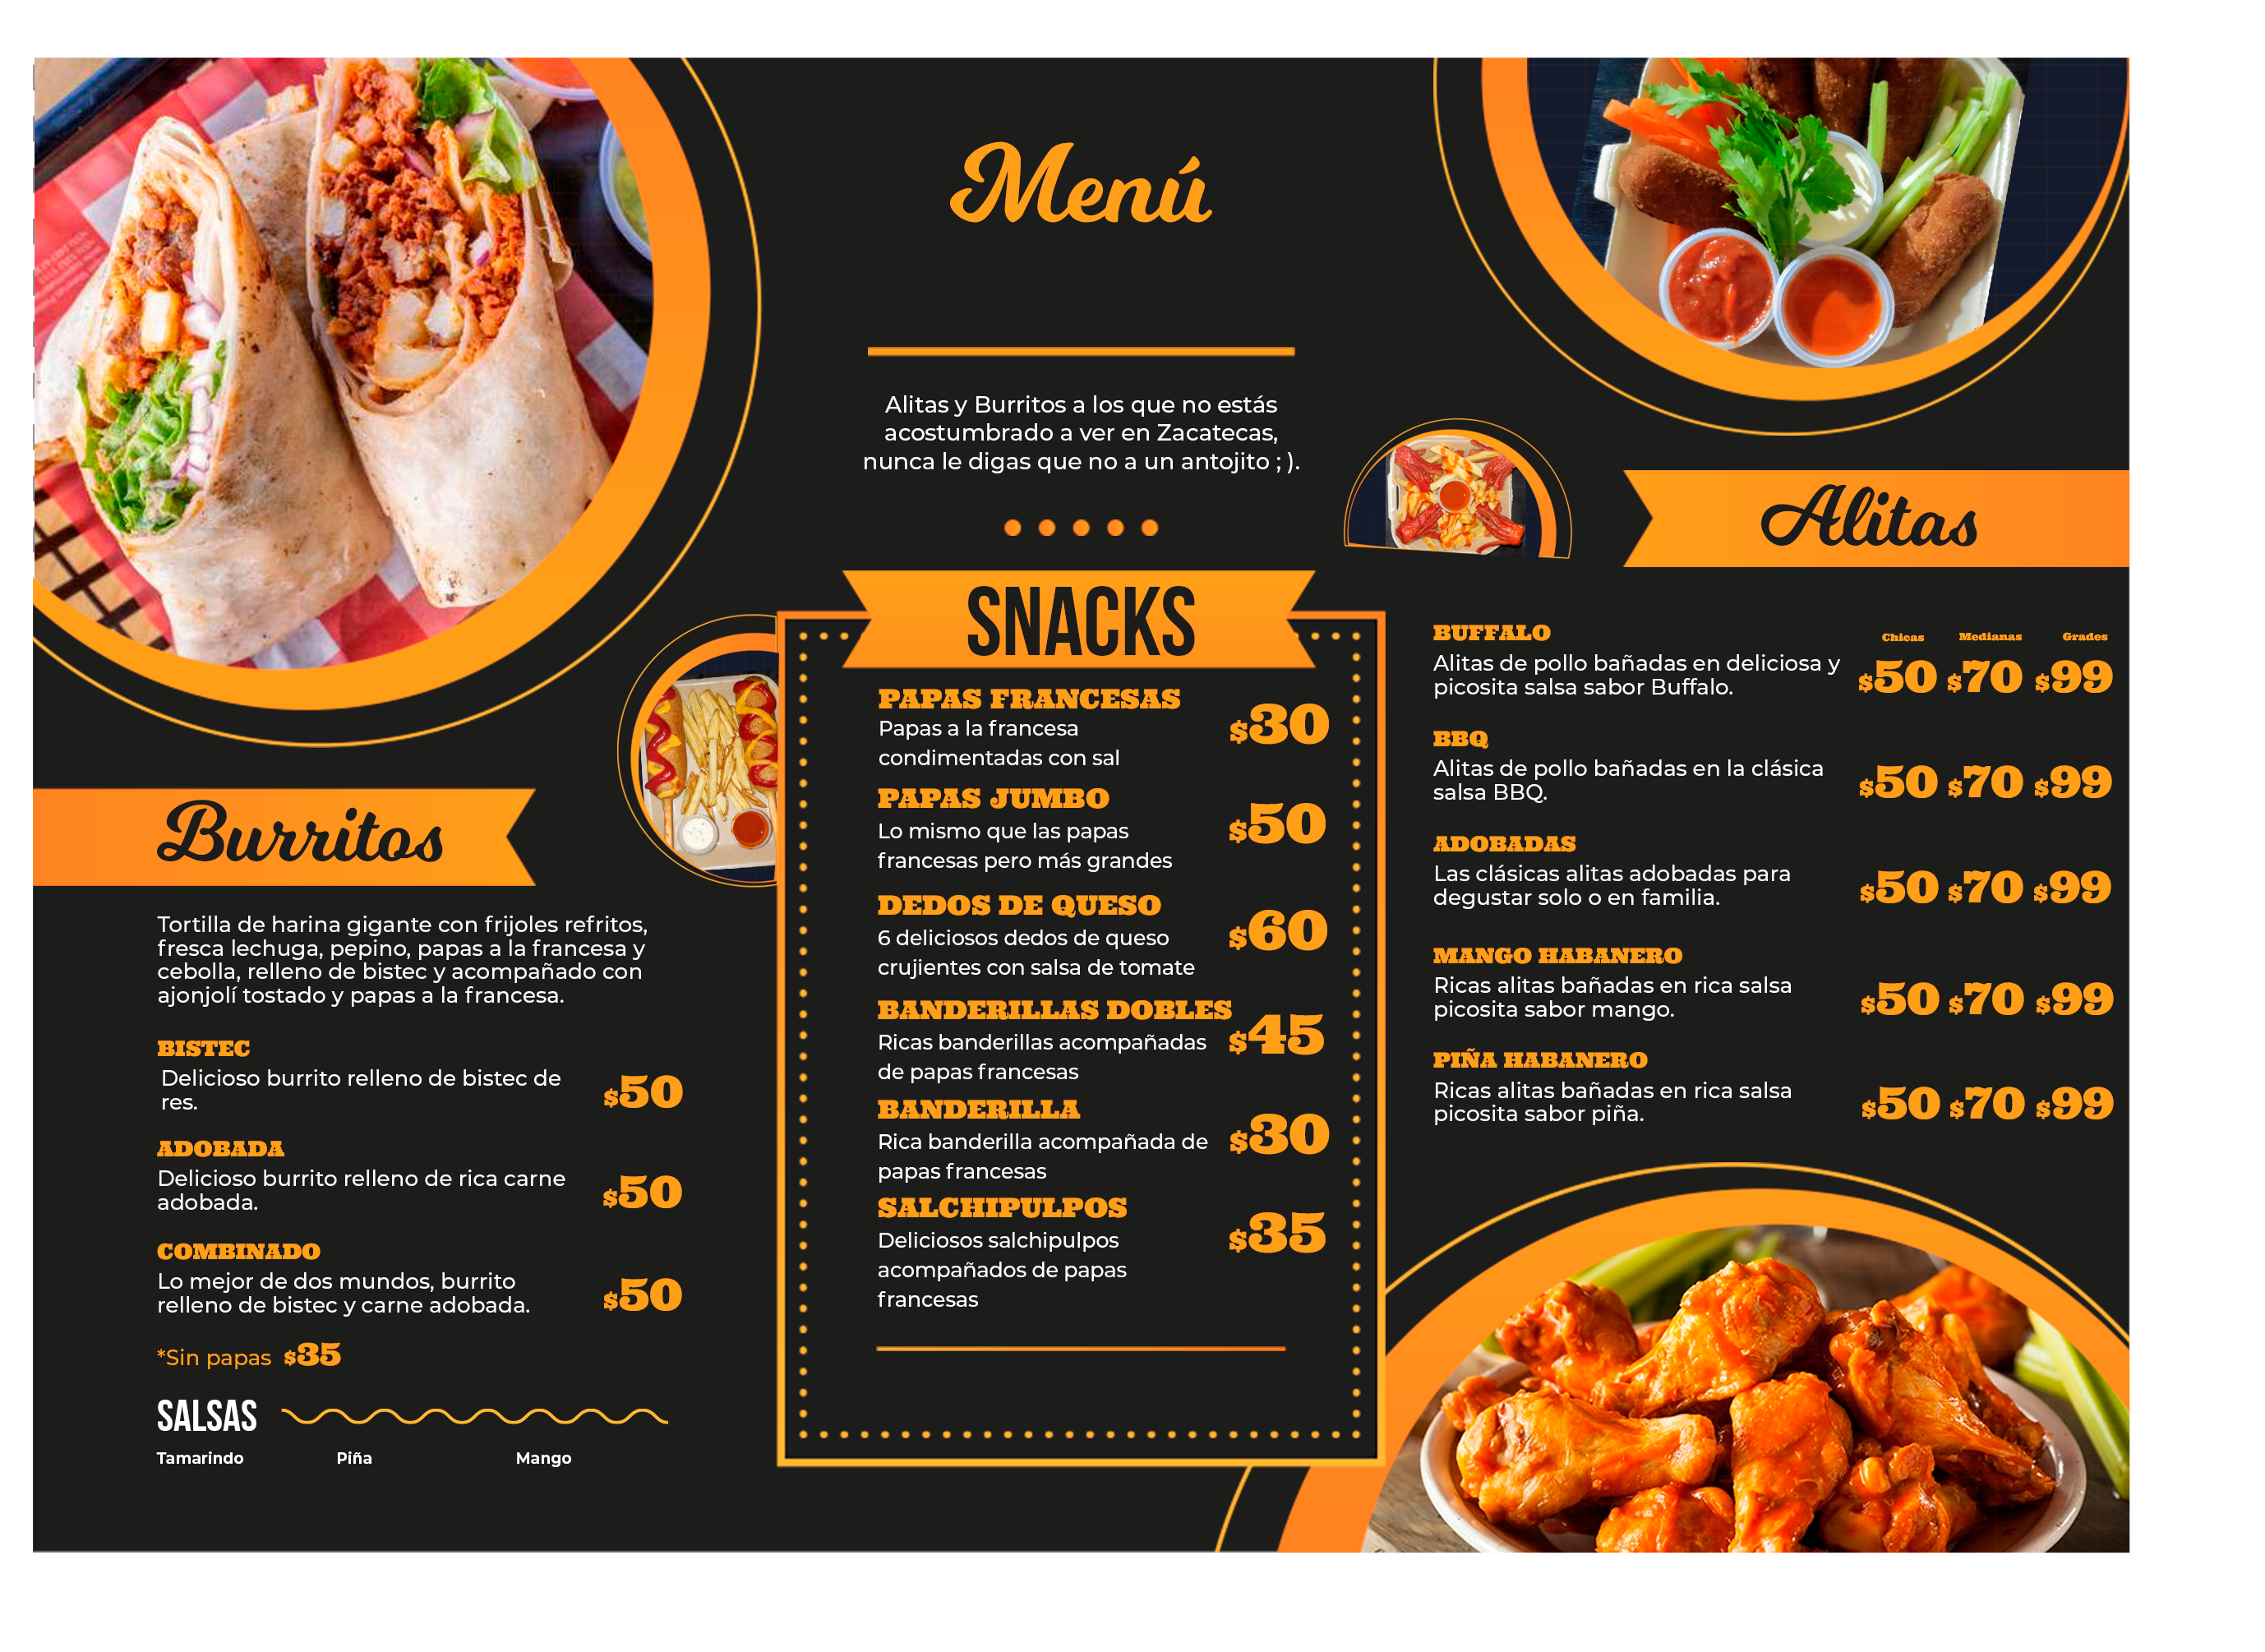 Menú
Alitas y Burritos a los que no estás
acostumbrado a ver en Zacatecas,
nunca le digas que no a un antojito ; ).
Burritos
Tortilla de harina gigante con frijoles refritos,
fresca lechuga, pepino, papas a la francesa y
cebolla, relleno de bistec y acompañado con
ajonjolí tostado y papas a la francesa.
BISTEC
Delicioso burrito relleno de bistec de
res.
$50
ADOBADA
Delicioso burrito relleno de rica carne
adobada.
$50
COMBINADO
Lo mejor de dos mundos, burrito
relleno de bistec y carne adobada.
$50
*Sin papas $35
SALSAS
Tamarindo Piña Mango
SNACKS
PAPAS FRANCESAS
Papas a la francesa
condimentadas con sal
$30
PAPAS JUMBO
Lo mismo que las papas
francesas pero más grandes
$50
DEDOS DE QUESO
6 deliciosos dedos de queso
crujientes con salsa de tomate
$60
BANDERILLAS DOBLES
Ricas banderillas acompañadas
de papas francesas
$45
BANDERILLA
Rica banderilla acompañada de
papas francesas
$30
SALCHIPULPOS
Deliciosos salchipulpos
acompañados de papas
francesas
$35
Alitas
Chicas Medianas Grades
BUFFALO
Alitas de pollo bañadas en deliciosa y
picosita salsa sabor Buffalo.
$50 $70 $99
BBQ
Alitas de pollo bañadas en la clásica
salsa BBQ.
$50 $70 $99
ADOBADAS
Las clásicas alitas adobadas para
degustar solo o en familia.
$50 $70 $99
MANGO HABANERO
Ricas alitas bañadas en rica salsa
picosita sabor mango.
$50 $70 $99
PIÑA HABANERO
Ricas alitas bañadas en rica salsa
picosita sabor piña.
$50 $70 $99